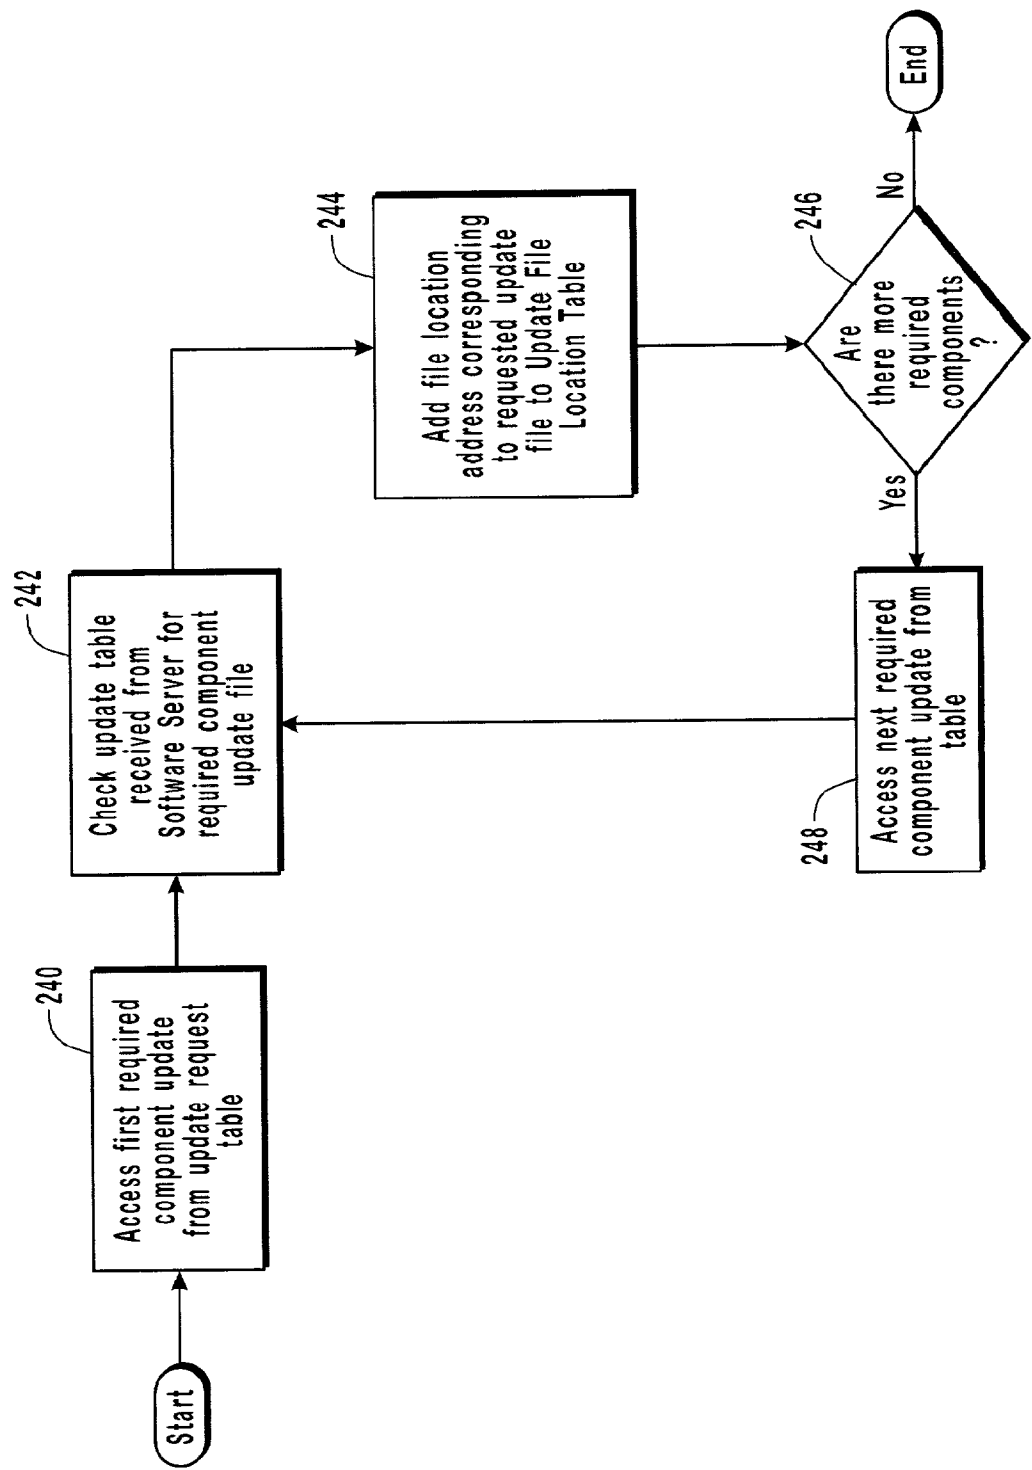 Start
240
Access first required
component update
from update request
table
242
Check update table
received from
Software Server for
required component
update file
244
Add file location
address corresponding
to requested update
file to Update File
Location Table
246
Are
there more
required
components
?
No
End
Yes
248
Access next required
component update from
table